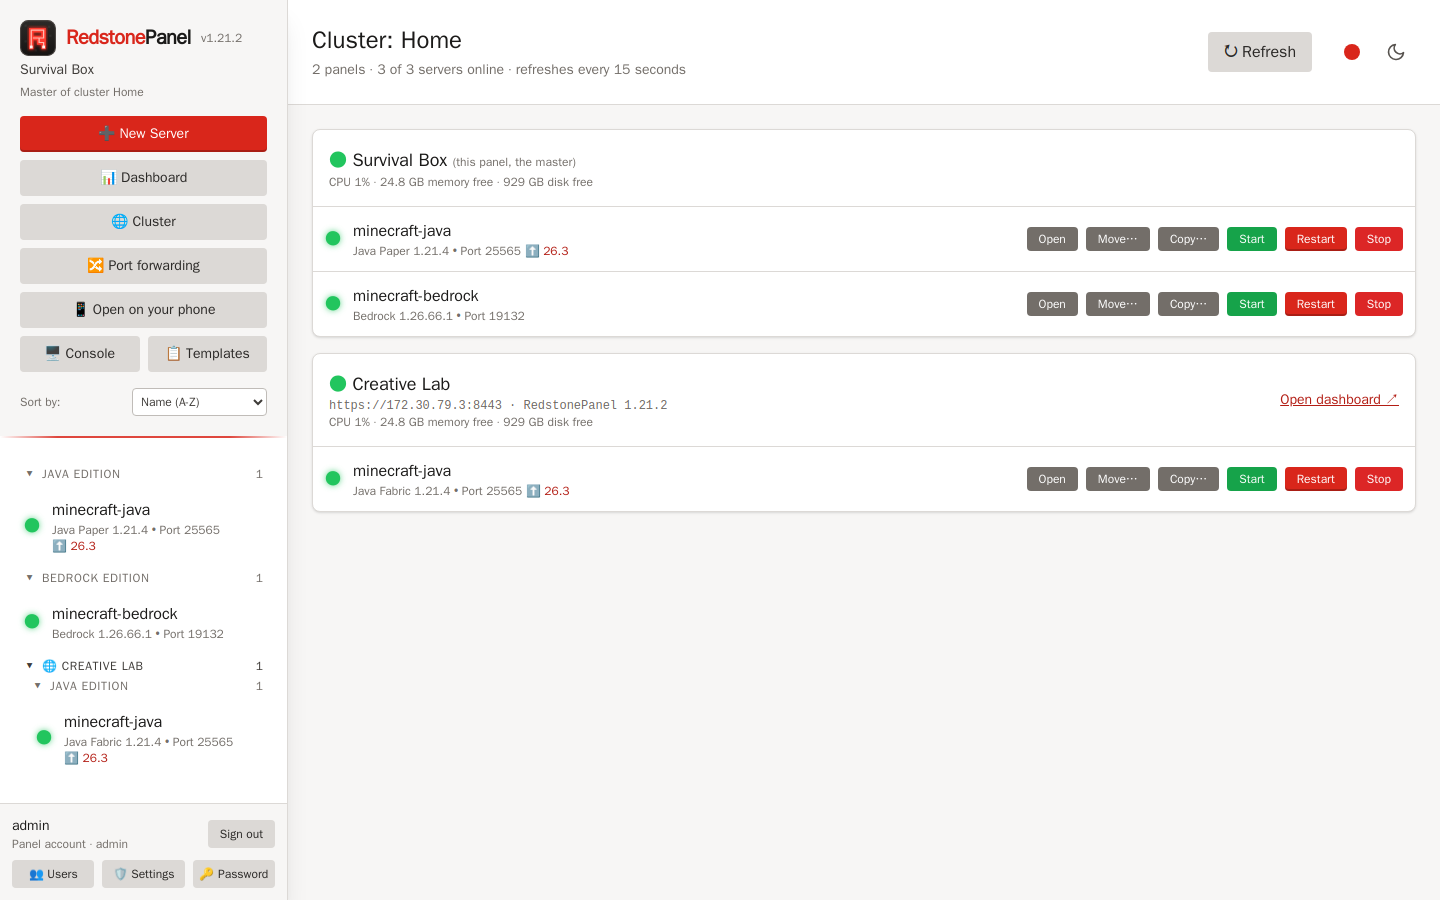 RedstonePanel v1.21.2
Survival Box
Master of cluster Home
➕ New Server
📊 Dashboard
🌐 Cluster
🔀 Port forwarding
📱 Open on your phone
🖥️ Console
📋 Templates
Sort by:
Name (A-Z)
▼ JAVA EDITION 1
minecraft-java
Java Paper 1.21.4 • Port 25565
⬆️ 26.3
▼ BEDROCK EDITION 1
minecraft-bedrock
Bedrock 1.26.66.1 • Port 19132
▼ 🌐 CREATIVE LAB 1
▼ JAVA EDITION 1
minecraft-java
Java Fabric 1.21.4 • Port 25565
⬆️ 26.3
admin
Panel account · admin
Sign out
👥 Users
🛡️ Settings
🔑 Password
Cluster: Home
2 panels · 3 of 3 servers online · refreshes every 15 seconds
↻ Refresh
Survival Box (this panel, the master)
CPU 1% · 24.8 GB memory free · 929 GB disk free
minecraft-java
Java Paper 1.21.4 • Port 25565 ⬆️ 26.3
Open Move… Copy… Start Restart Stop
minecraft-bedrock
Bedrock 1.26.66.1 • Port 19132
Open Move… Copy… Start Restart Stop
Creative Lab
https://172.30.79.3:8443 · RedstonePanel 1.21.2
CPU 1% · 24.8 GB memory free · 929 GB disk free
Open dashboard ↗
minecraft-java
Java Fabric 1.21.4 • Port 25565 ⬆️ 26.3
Open Move… Copy… Start Restart Stop